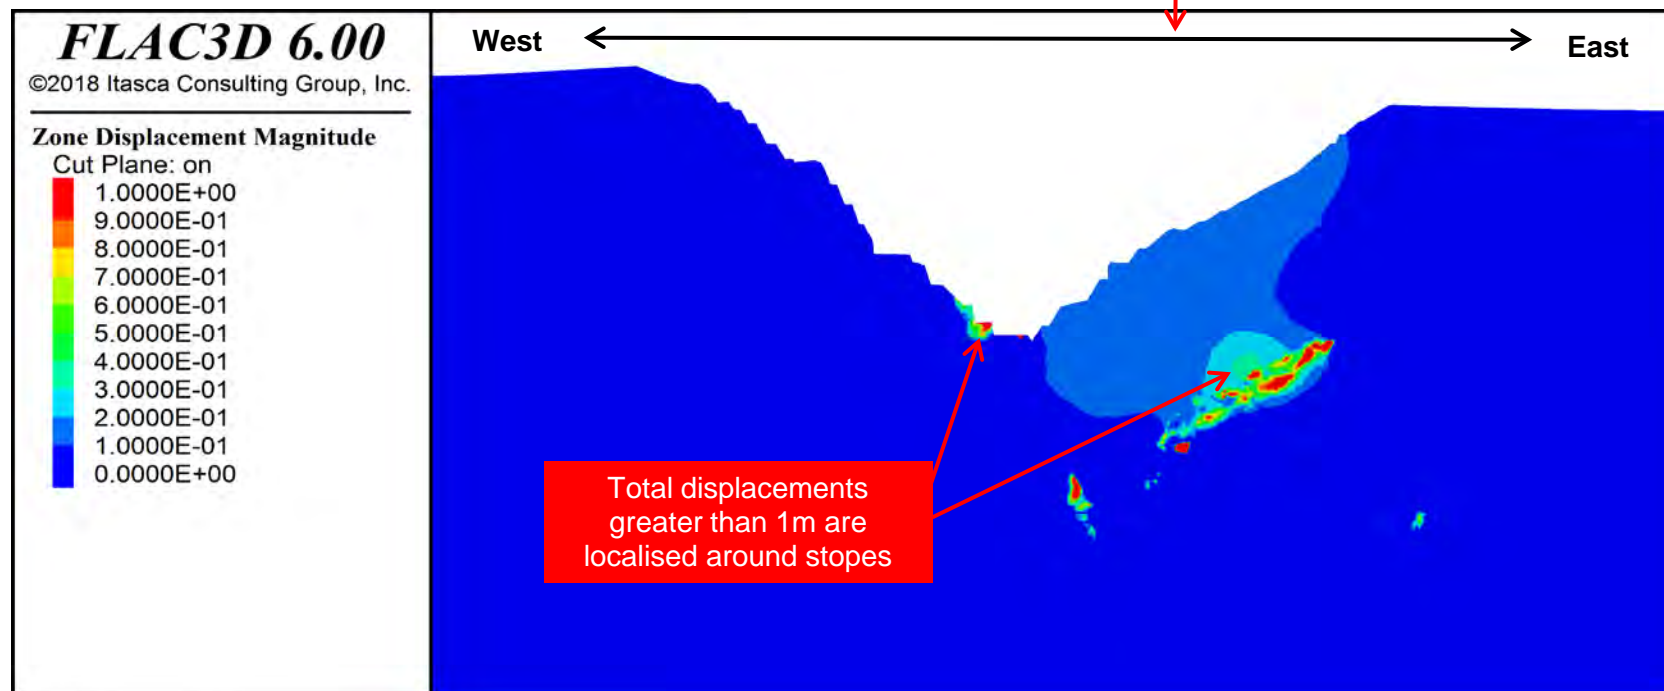 FLAC3D 6.00
©2018 Itasca Consulting Group, Inc.
Zone Displacement Magnitude
Cut Plane: on
1.0000E+00
9.0000E-01
8.0000E-01
7.0000E-01
6.0000E-01
5.0000E-01
4.0000E-01
3.0000E-01
2.0000E-01
1.0000E-01
0.0000E+00
West
East
Total displacements
greater than 1m are
localised around stopes